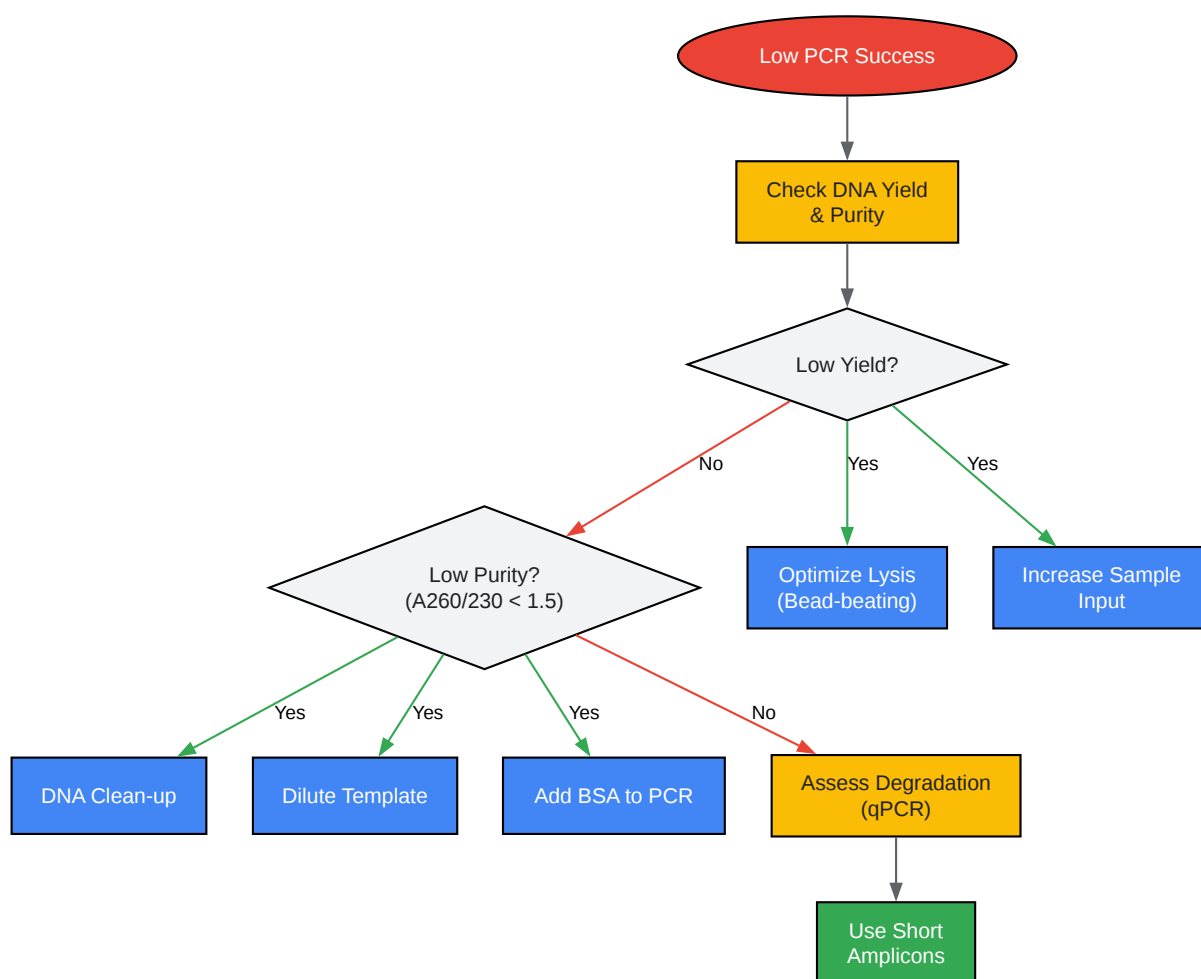 Low PCR Success
Check DNA Yield
& Purity
Low Yield?
No
Yes
Yes
Low Purity?
(A260/230 < 1.5)
Optimize Lysis
(Bead-beating)
Increase Sample
Input
Yes
Yes
Yes
No
DNA Clean-up
Dilute Template
Add BSA to PCR
Assess Degradation
(qPCR)
Use Short
Amplicons